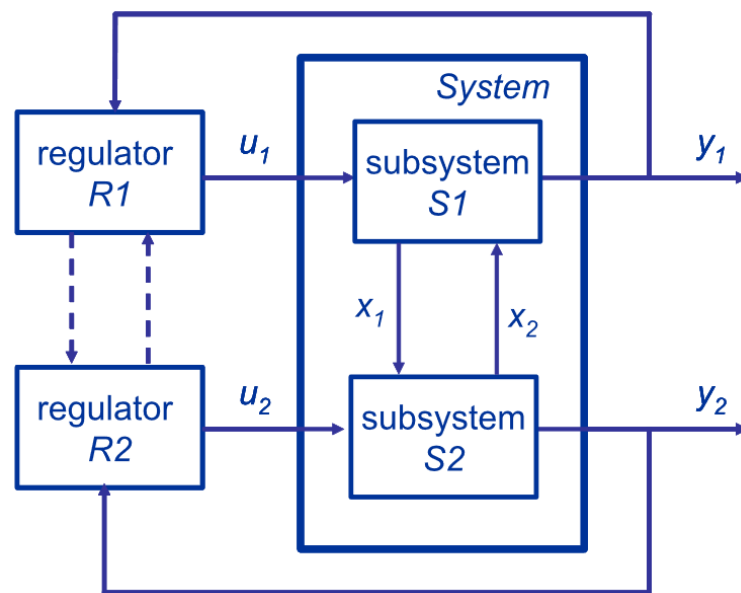 System
regulator
R1
u1
subsystem
S1
y1
x1
x2
regulator
R2
u2
subsystem
S2
y2